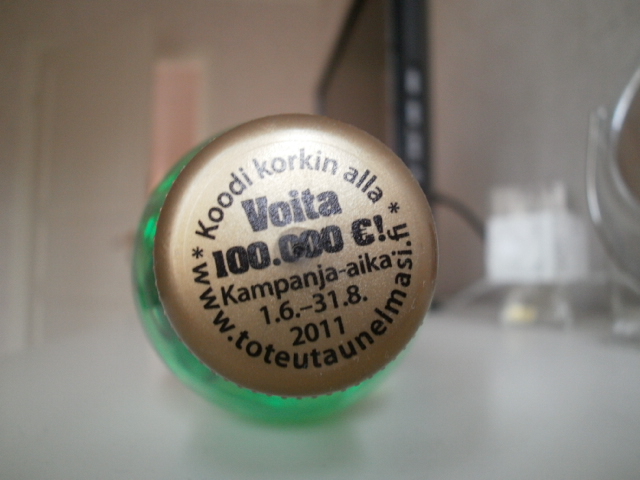 * Koodi korkin alla *
Voita
100.000 €!
Kampanja-aika:
1.6.–31.8.
2011
www.toteutaunelmasi.fi